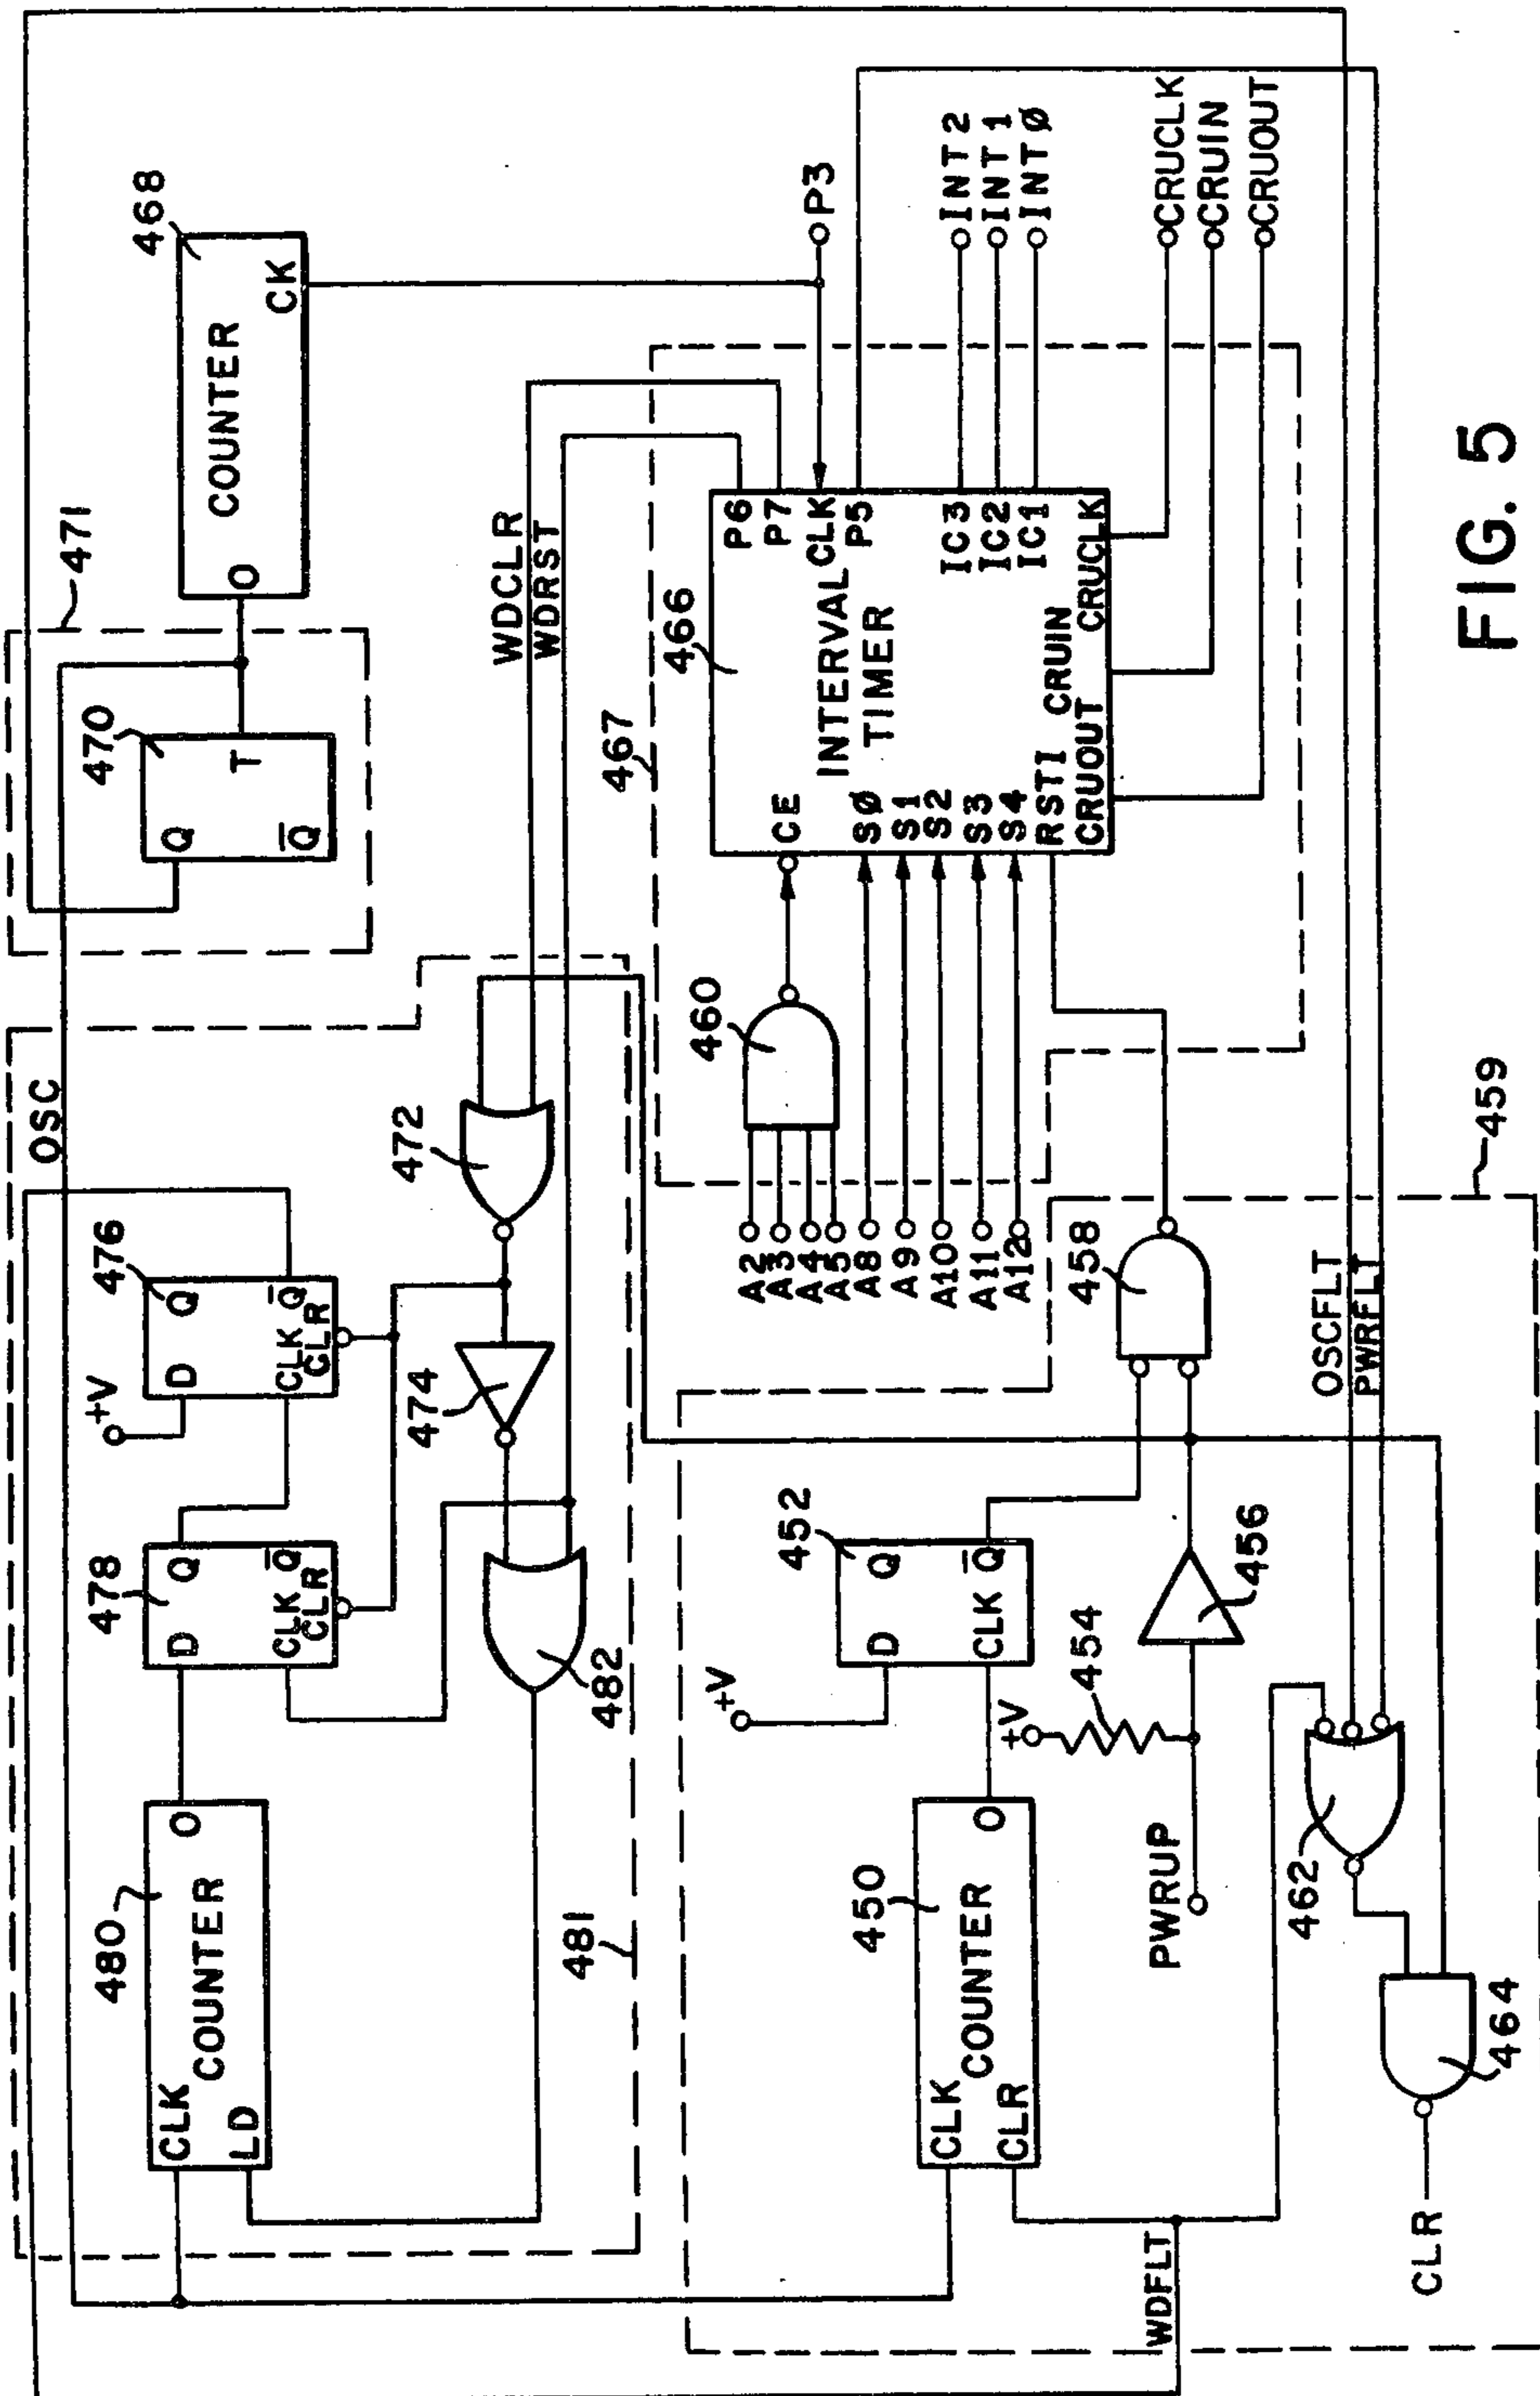 471
468
COUNTER
O
CK
470
Q
T
Q̅
OSC
476
+V
D
Q
CLK
Q̅
CLR
478
D
Q
CLK
Q̅
CLR
480
COUNTER
CLK
LD
O
481
482
474
472
WDCLR
WDRST
467
466
INTERVAL
TIMER
P6
P7
CLK
P5
IC3
IC2
IC1
CE
SØ
S1
S2
S3
S4
RSTI
CRUOUT
CRUIN
CRUCLK
P3
INT2
INT1
INTØ
CRUCLK
CRUIN
CRUOUT
460
A2
A3
A4
A5
A8
A9
A10
A11
A12
459
458
452
+V
D
Q
CLK
Q̅
+V
454
456
PWRUP
450
COUNTER
CLK
CLR
O
OSCFLT
PWRFLT
WDFLT
462
464
CLR
FIG. 5